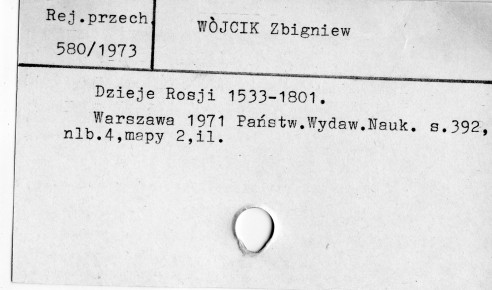 Rej.przech.
580/1973
WÒJCIK Zbigniew
Dzieje Rosji 1533-1801.
Warszawa 1971 Państw.Wydaw.Nauk. s.392,
nlb.4,mapy 2,il.